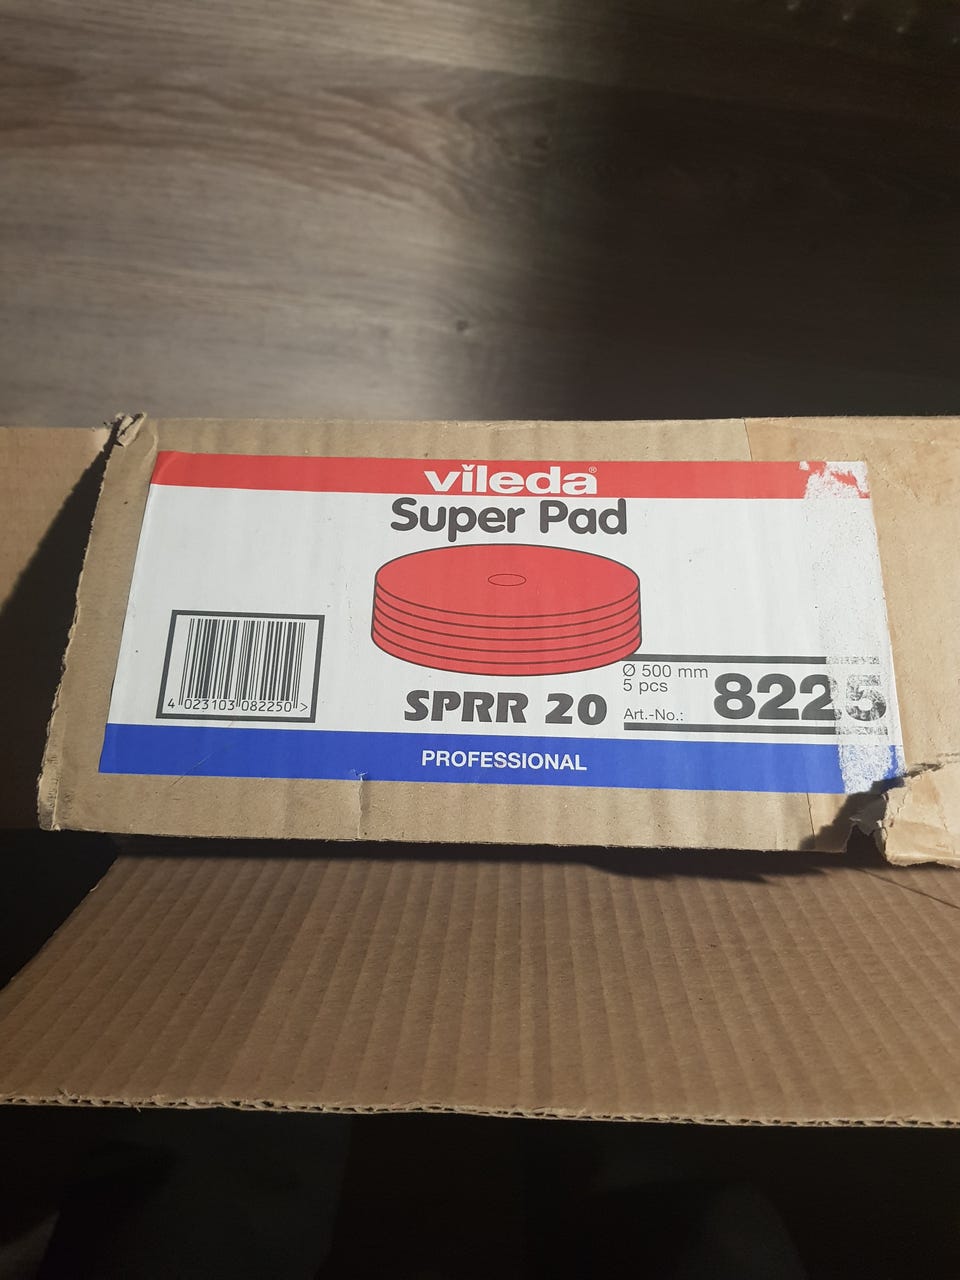 vileda®
Super Pad
4 023103 082250 >
SPRR 20
Ø 500 mm
5 pcs
Art.-No.: 8225
PROFESSIONAL